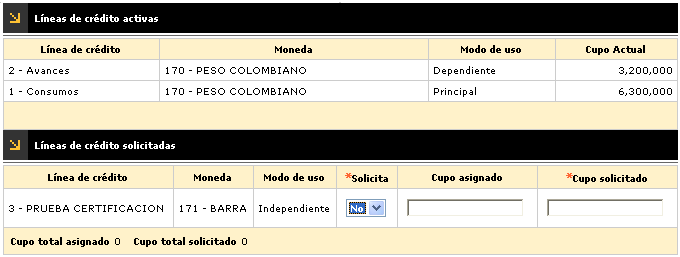 Líneas de crédito activas
Línea de crédito Moneda Modo de uso Cupo Actual
2 - Avances 170 - PESO COLOMBIANO Dependiente 3,200,000
1 - Consumos 170 - PESO COLOMBIANO Principal 6,300,000
Líneas de crédito solicitadas
Línea de crédito Moneda Modo de uso *Solicita Cupo asignado *Cupo solicitado
3 - PRUEBA CERTIFICACION 171 - BARRA Independiente No
Cupo total asignado 0 Cupo total solicitado 0